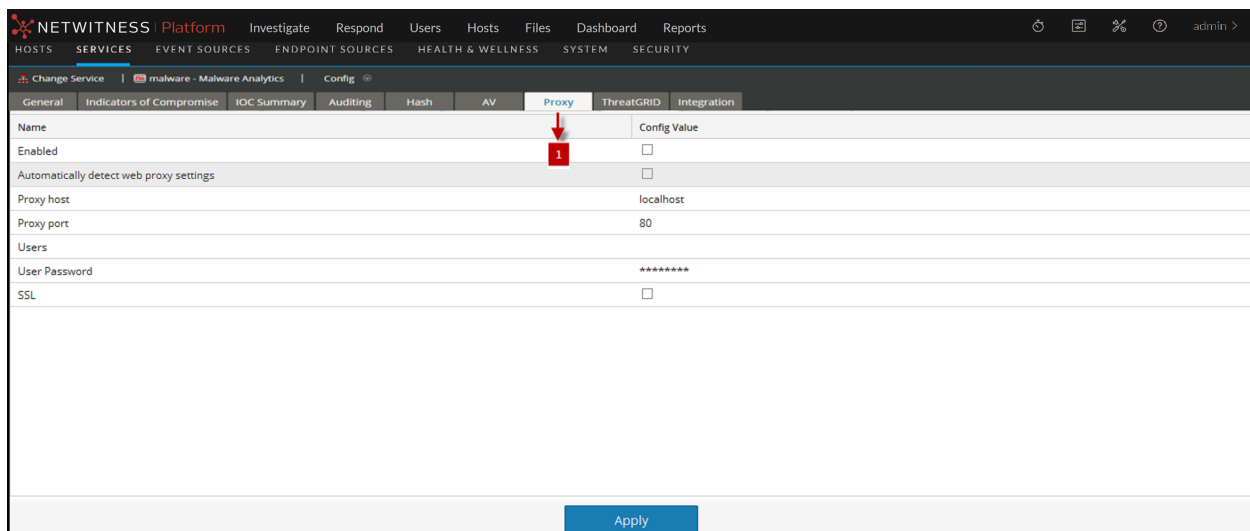 NETWITNESS | Platform Investigate Respond Users Hosts Files Dashboard Reports admin >
HOSTS SERVICES EVENT SOURCES ENDPOINT SOURCES HEALTH & WELLNESS SYSTEM SECURITY
Change Service | malware - Malware Analytics | Config
General Indicators of Compromise IOC Summary Auditing Hash AV Proxy ThreatGRID Integration
Name Config Value
Enabled
1
Automatically detect web proxy settings
Proxy host localhost
Proxy port 80
Users
User Password ********
SSL
Apply